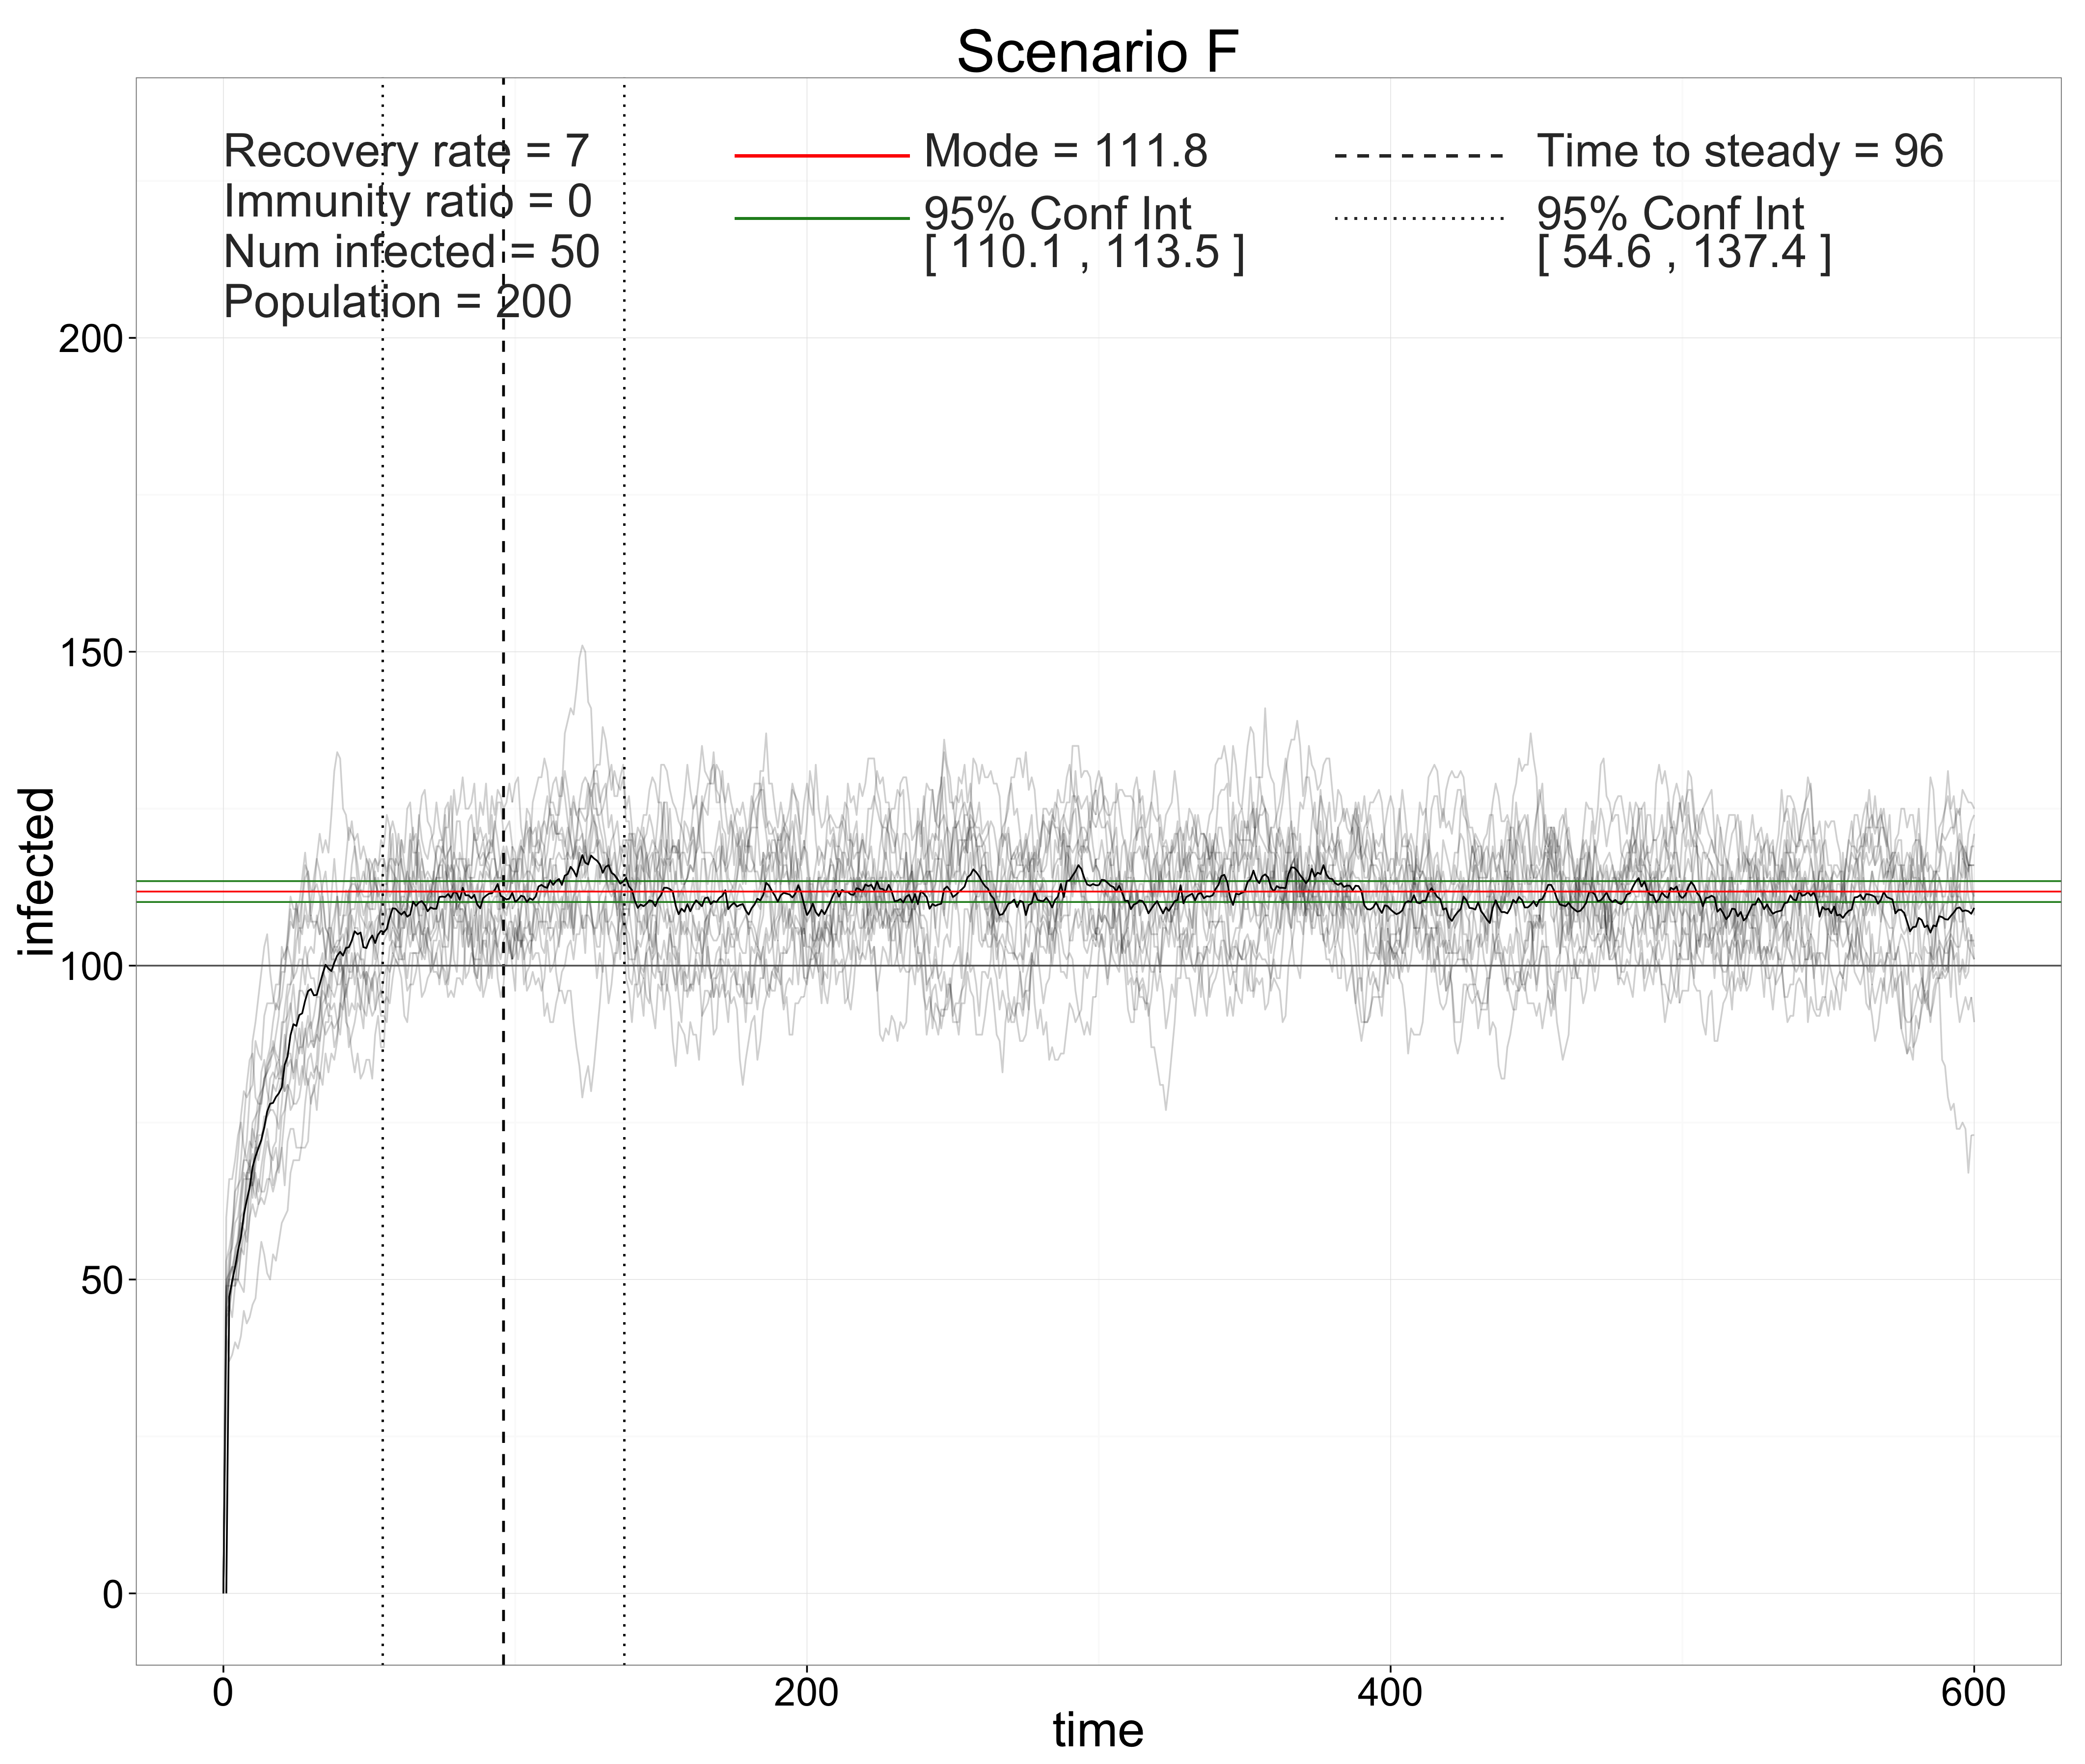 Scenario F
Recovery rate = 7
Immunity ratio = 0
Num infected = 50
Population = 200
Mode = 111.8
95% Conf Int
[ 110.1 , 113.5 ]
Time to steady = 96
95% Conf Int
[ 54.6 , 137.4 ]
infected
200
150
100
50
0
0
200
400
600
time